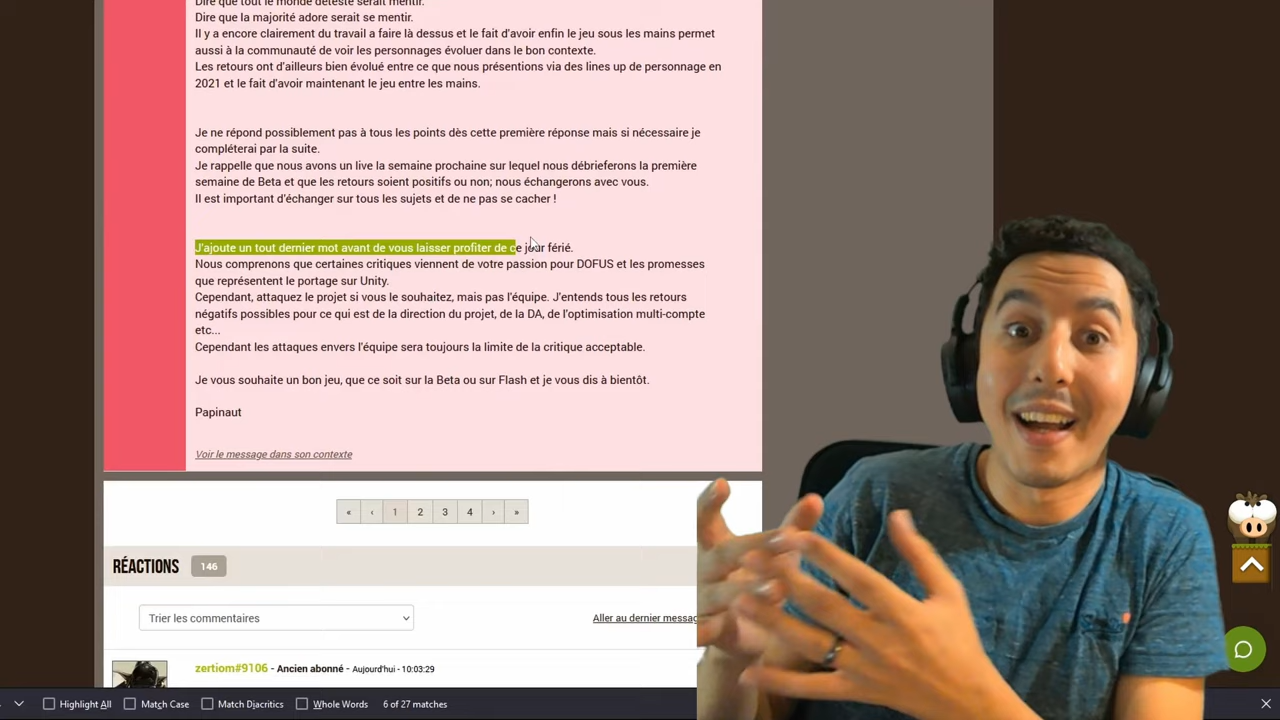 Dire que tout le monde déteste serait mentir.
Dire que la majorité adore serait se mentir.
Il y a encore clairement du travail a faire là dessus et le fait d'avoir enfin le jeu sous les mains permet
aussi à la communauté de voir les personnages évoluer dans le bon contexte.
Les retours ont d'ailleurs bien évolué entre ce que nous présentions via des lines up de personnage en
2021 et le fait d'avoir maintenant le jeu entre les mains.
Je ne répond possiblement pas à tous les points dès cette première réponse mais si nécessaire je
compléterai par la suite.
Je rappelle que nous avons un live la semaine prochaine sur lequel nous débrieferons la première
semaine de Beta et que les retours soient positifs ou non; nous échangerons avec vous.
Il est important d'échanger sur tous les sujets et de ne pas se cacher !
J'ajoute un tout dernier mot avant de vous laisser profiter de ce jour férié.
Nous comprenons que certaines critiques viennent de votre passion pour DOFUS et les promesses
que représentent le portage sur Unity.
Cependant, attaquez le projet si vous le souhaitez, mais pas l'équipe. J'entends tous les retours
négatifs possibles pour ce qui est de la direction du projet, de la DA, de l'optimisation multi-compte
etc...
Cependant les attaques envers l'équipe sera toujours la limite de la critique acceptable.
Je vous souhaite un bon jeu, que ce soit sur la Beta ou sur Flash et je vous dis à bientôt.
Papinaut
Voir le message dans son contexte
« ‹ 1 2 3 4 › »
RÉACTIONS 146
Trier les commentaires
Aller au dernier messag
zertiom#9106 - Ancien abonné - Aujourd'hui - 10:03:29
Highlight All Match Case Match Diacritics Whole Words 6 of 27 matches